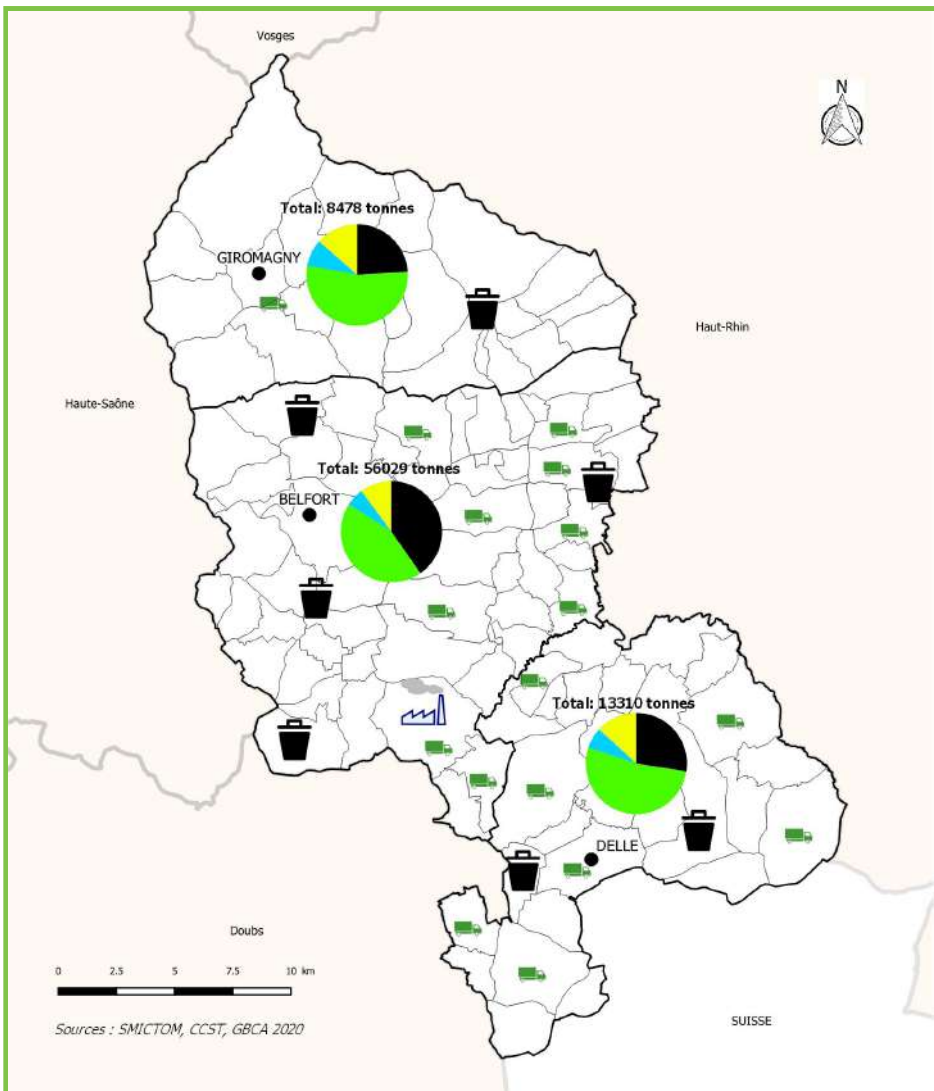 Vosges
N
Total: 8478 tonnes
GIROMAGNY
Haut-Rhin
Haute-Saône
Total: 56029 tonnes
BELFORT
Total: 13310 tonnes
DELLE
Doubs
0 2.5 5 7.5 10 km
SUISSE
Sources : SMICTOM, CCST, GBCA 2020